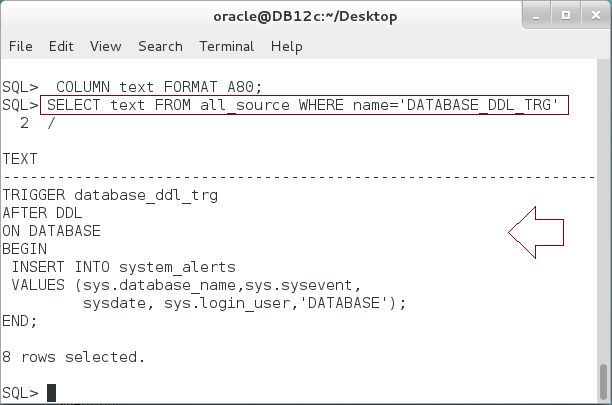 oracle@DB12c:~/Desktop
File Edit View Search Terminal Help
SQL>  COLUMN text FORMAT A80;
SQL> SELECT text FROM all_source WHERE name='DATABASE_DDL_TRG'
  2  /
TEXT
--------------------------------------------------------------------------------
TRIGGER database_ddl_trg
AFTER DDL
ON DATABASE
BEGIN
 INSERT INTO system_alerts
 VALUES (sys.database_name,sys.sysevent,
         sysdate, sys.login_user,'DATABASE');
END;
8 rows selected.
SQL>